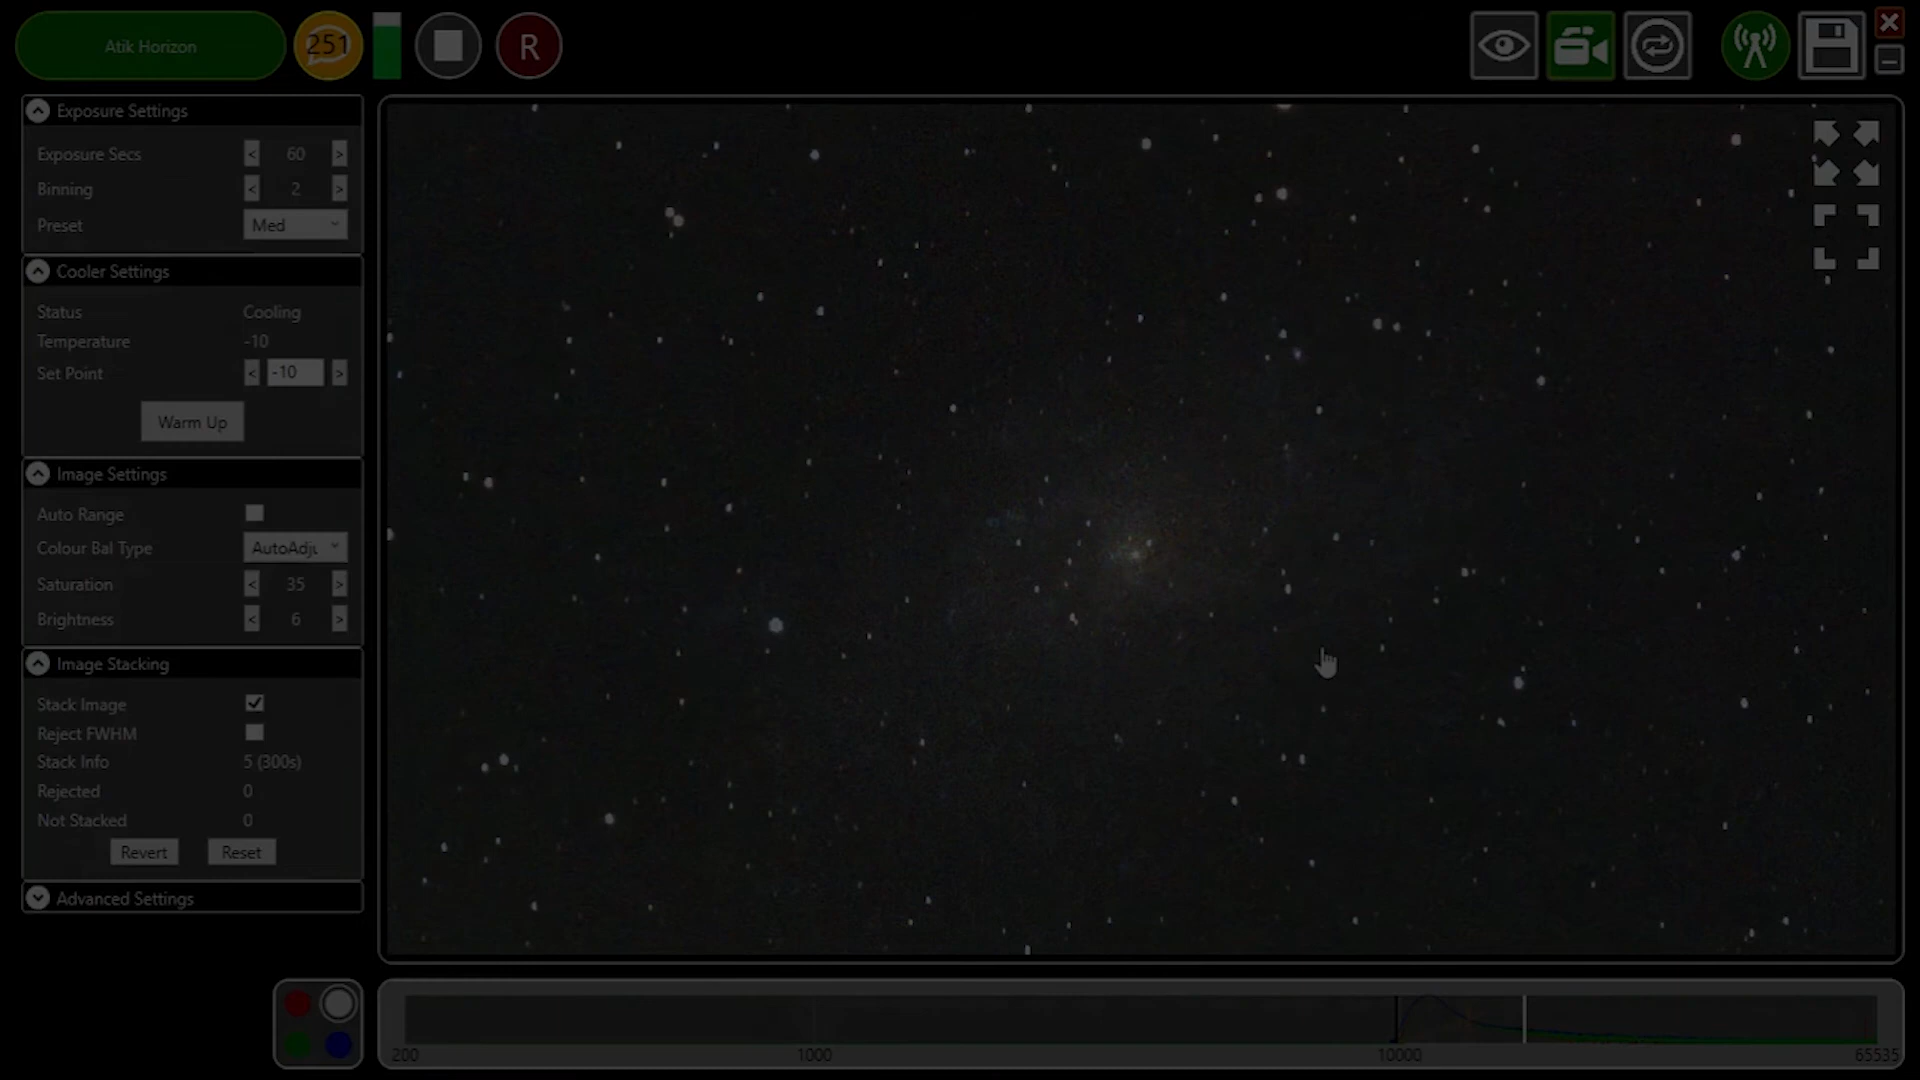 Atik Horizon
251
R
Exposure Settings
Exposure Secs < 60 >
Binning < 2 >
Preset Med
Cooler Settings
Status Cooling
Temperature -10
Set Point < -10 >
Warm Up
Image Settings
Auto Range
Colour Bal Type AutoAdju
Saturation < 35 >
Brightness < 6 >
Image Stacking
Stack Image
Reject FWHM
Stack Info 5 (300s)
Rejected 0
Not Stacked 0
Revert Reset
Advanced Settings
200 1000 10000 65535